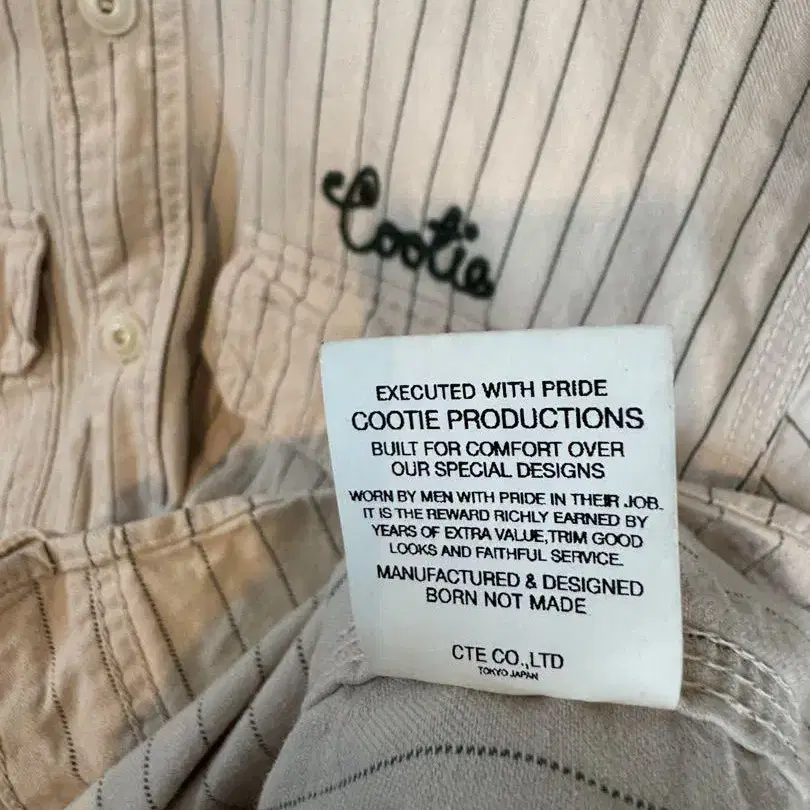 Cootie
EXECUTED WITH PRIDE
COOTIE PRODUCTIONS
BUILT FOR COMFORT OVER
OUR SPECIAL DESIGNS
WORN BY MEN WITH PRIDE IN THEIR JOB.
IT IS THE REWARD RICHLY EARNED BY
YEARS OF EXTRA VALUE,TRIM GOOD
LOOKS AND FAITHFUL SERVICE.
MANUFACTURED & DESIGNED
BORN NOT MADE
CTE CO.,LTD
TOKYO JAPAN